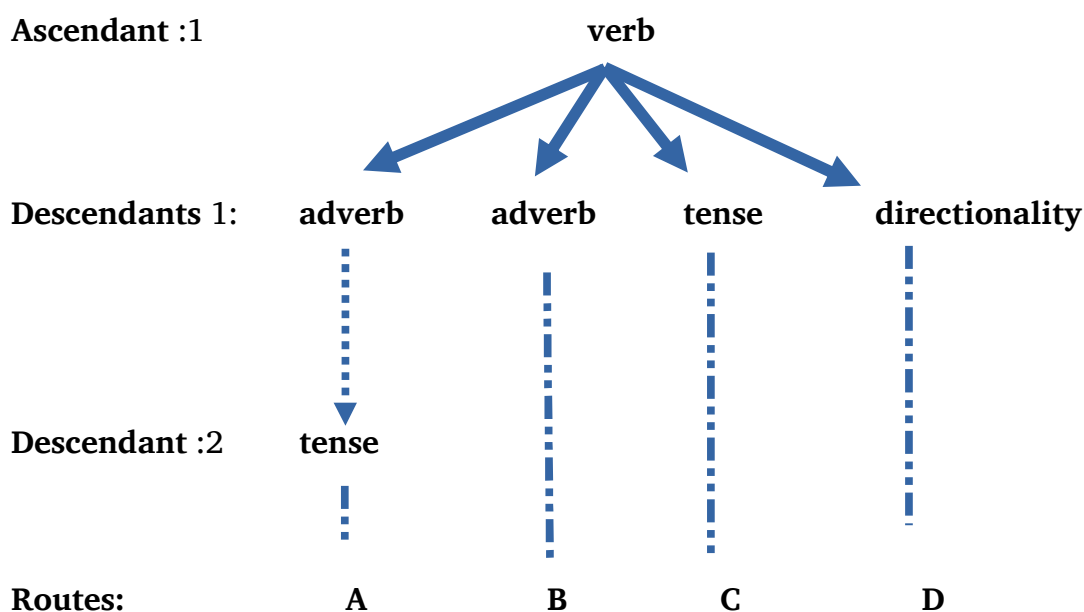 Ascendant :1 verb
Descendants 1: adverb adverb tense directionality
Descendant :2 tense
Routes: A B C D